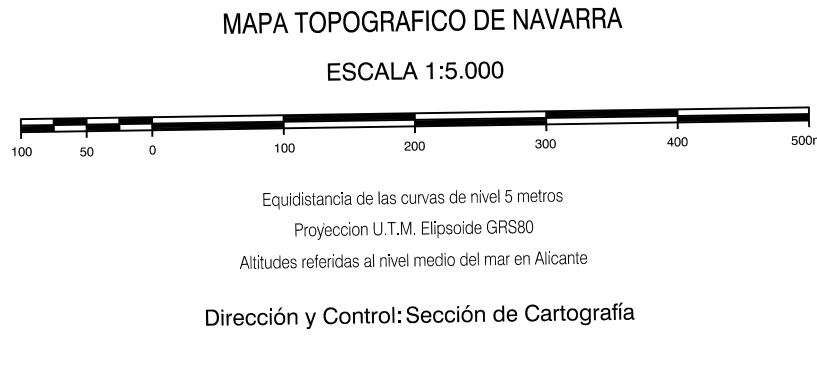 MAPA TOPOGRAFICO DE NAVARRA
ESCALA 1:5.000
100 50 0 100 200 300 400 500r
Equidistancia de las curvas de nivel 5 metros
Proyeccion U.T.M. Elipsoide GRS80
Altitudes referidas al nivel medio del mar en Alicante
Dirección y Control: Sección de Cartografía